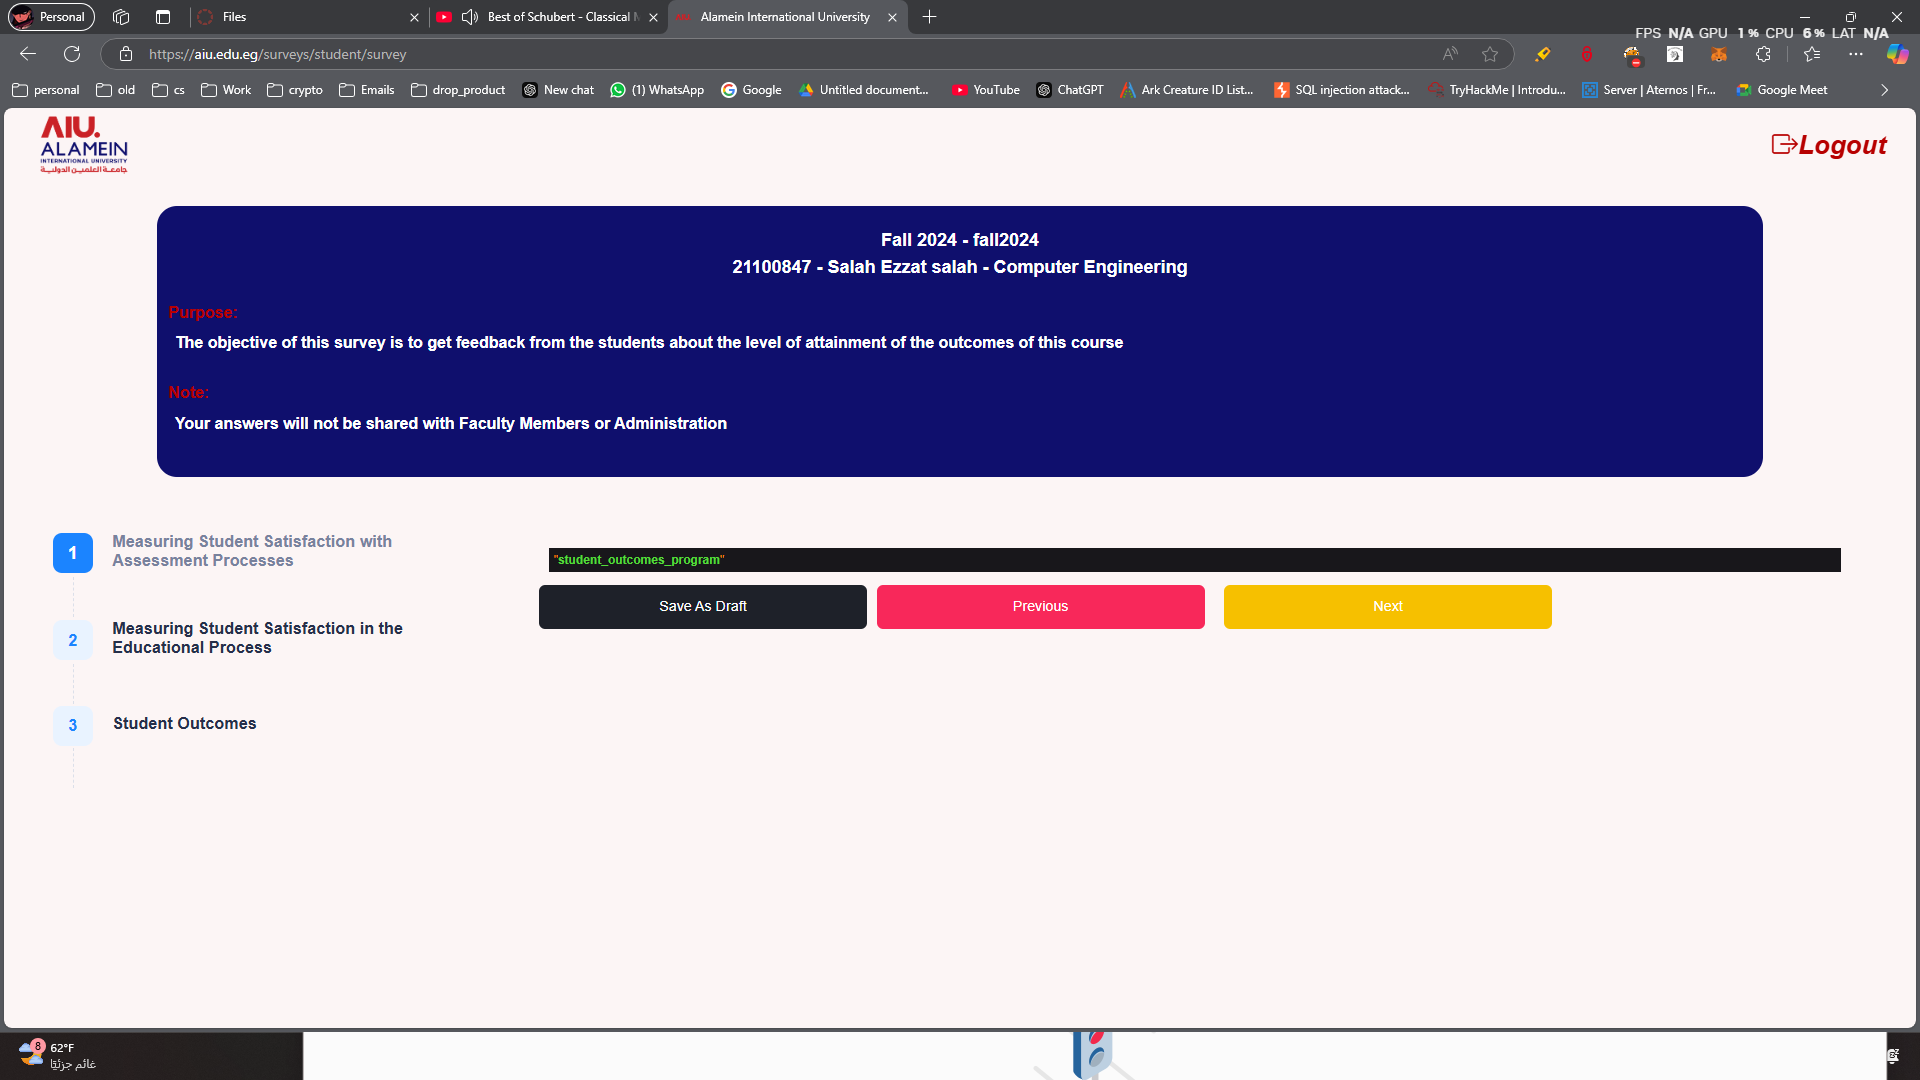 Personal
Files
Best of Schubert - Classical M
Alamein International University
FPS N/A GPU 1 % CPU 6 % LAT N/A
https://aiu.edu.eg/surveys/student/survey
personal
old
cs
Work
crypto
Emails
drop_product
New chat
(1) WhatsApp
Google
Untitled document...
YouTube
ChatGPT
Ark Creature ID List...
SQL injection attack...
TryHackMe | Introdu...
Server | Aternos | Fr...
Google Meet
AIU.
ALAMEIN
INTERNATIONAL UNIVERSITY
جامعة العلمين الدولية
Logout
Fall 2024 - fall2024
21100847 - Salah Ezzat salah - Computer Engineering
Purpose:
The objective of this survey is to get feedback from the students about the level of attainment of the outcomes of this course
Note:
Your answers will not be shared with Faculty Members or Administration
1
Measuring Student Satisfaction with
Assessment Processes
2
Measuring Student Satisfaction in the
Educational Process
3
Student Outcomes
"student_outcomes_program"
Save As Draft
Previous
Next
8
62°F
غائم جزئيًا